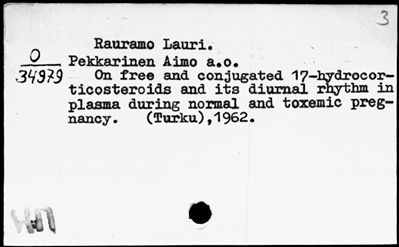 3
Rauramo Lauri.
O
34979
Pekkarinen Aimo a.o.
On free and conjugated 17-hydrocor-
ticosteroids and its diurnal rhythm in
plasma during normal and toxemic preg-
nancy. (Turku),1962.